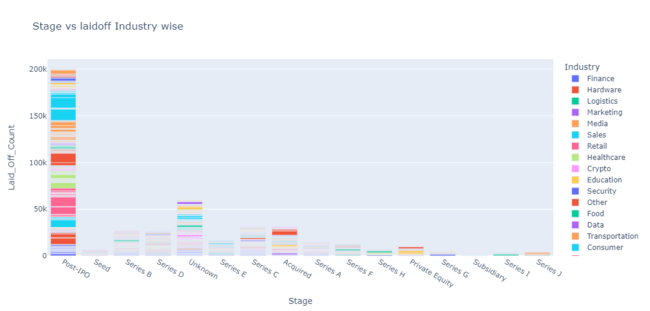 Stage vs laidoff Industry wise
Laid_Off_Count
200k
150k
100k
50k
0
Post-IPO
Seed
Series B
Series D
Unknown
Series E
Series C
Acquired
Series A
Series F
Series H
Private Equity
Series G
Subsidiary
Series I
Series J
Stage
Industry
Finance
Hardware
Logistics
Marketing
Media
Sales
Retail
Healthcare
Crypto
Education
Security
Other
Food
Data
Transportation
Consumer